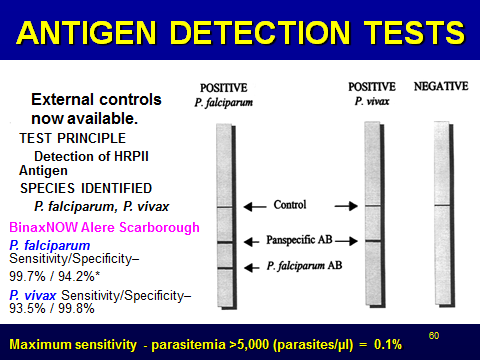 ANTIGEN DETECTION TESTS
External controls
now available.
TEST PRINCIPLE
Detection of HRPII
Antigen
SPECIES IDENTIFIED
P. falciparum, P. vivax
BinaxNOW Alere Scarborough
P. falciparum
Sensitivity/Specificity–
99.7% / 94.2%*
P. vivax Sensitivity/Specificity–
93.5% / 99.8%
POSITIVE
P. falciparum
POSITIVE
P. vivax
NEGATIVE
Control
Panspecific AB
P. falciparum AB
60
Maximum sensitivity - parasitemia >5,000 (parasites/µl) = 0.1%